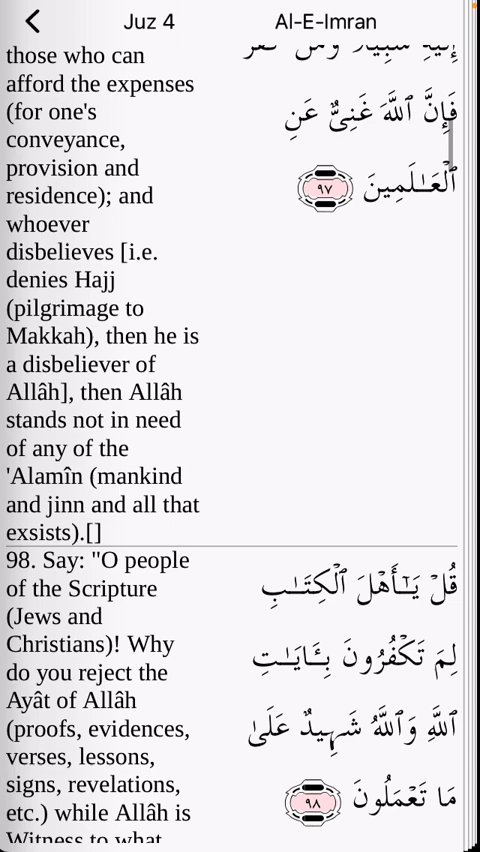 Juz 4
Al-E-Imran
those who can
afford the expenses
(for one's
conveyance,
provision and
residence); and
whoever
disbelieves [i.e.
denies Hajj
(pilgrimage to
Makkah), then he is
a disbeliever of
Allâh], then Allâh
stands not in need
of any of the
'Alamîn (mankind
and jinn and all that
exsists).[]
فَإِنَّ ٱللَّهَ غَنِىٌّ عَنِ
ٱلْعَـٰلَمِينَ ٩٧
98. Say: "O people
of the Scripture
(Jews and
Christians)! Why
do you reject the
Ayât of Allâh
(proofs, evidences,
verses, lessons,
signs, revelations,
etc.) while Allâh is
Witness to what
قُلْ يَـٰٓأَهْلَ ٱلْكِتَـٰبِ
لِمَ تَكْفُرُونَ بِـَٔايَـٰتِ
ٱللَّهِ وَٱللَّهُ شَهِيدٌ عَلَىٰ
مَا تَعْمَلُونَ ٩٨